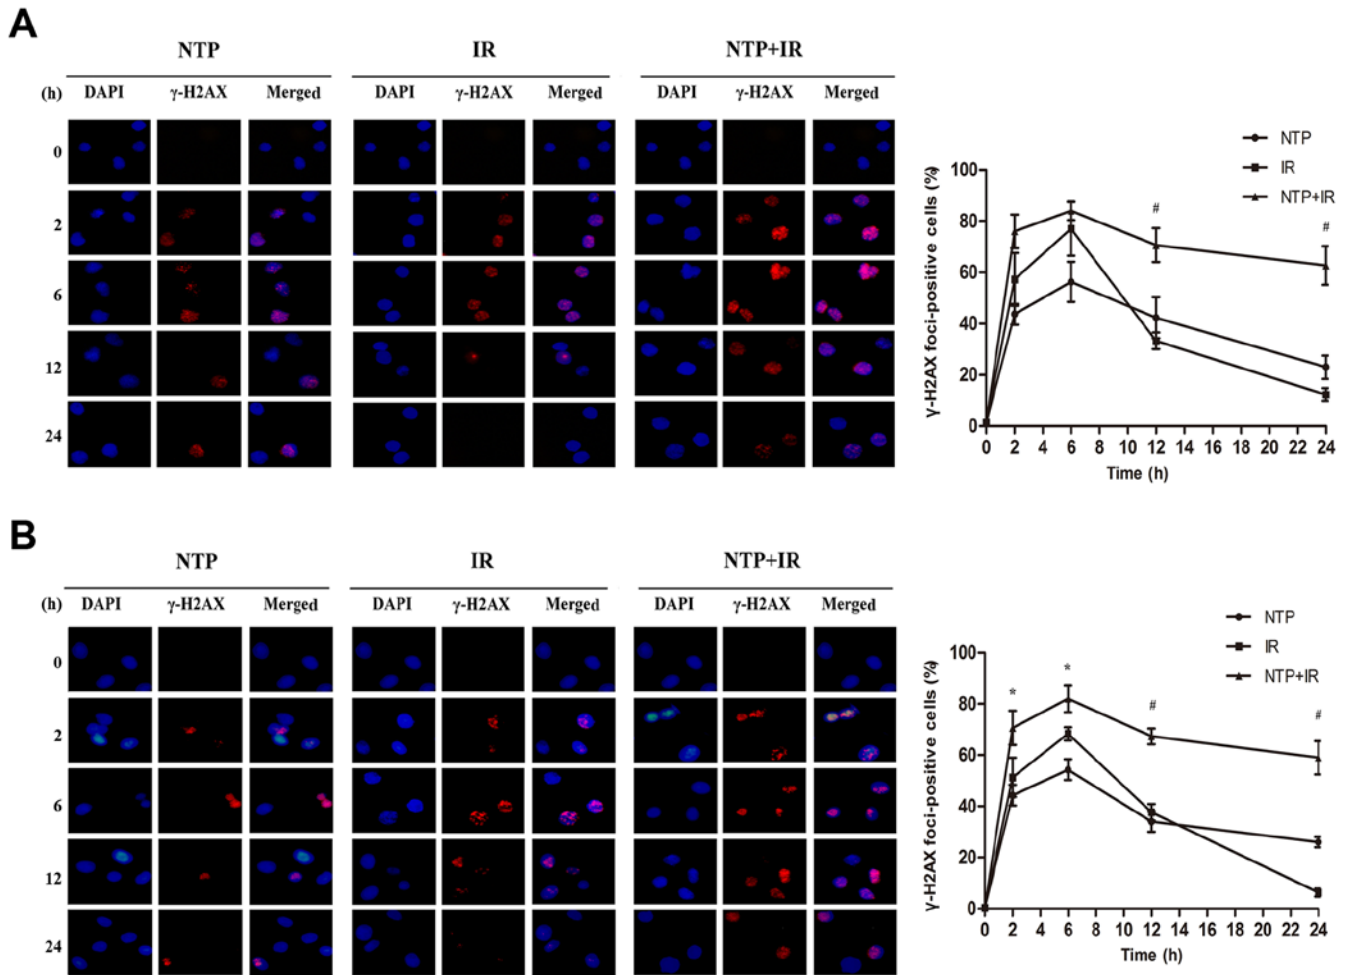 A
NTP IR NTP+IR
(h) DAPI γ-H2AX Merged DAPI γ-H2AX Merged DAPI γ-H2AX Merged
0
2
6
12
24
NTP
IR
NTP+IR
γ-H2AX foci-positive cells (%)
100
80
60
40
20
0
# #
0 2 4 6 8 10 12 14 16 18 20 22 24
Time (h)
B
NTP IR NTP+IR
(h) DAPI γ-H2AX Merged DAPI γ-H2AX Merged DAPI γ-H2AX Merged
0
2
6
12
24
NTP
IR
NTP+IR
γ-H2AX foci-positive cells (%)
100
80
60
40
20
0
* * # #
0 2 4 6 8 10 12 14 16 18 20 22 24
Time (h)